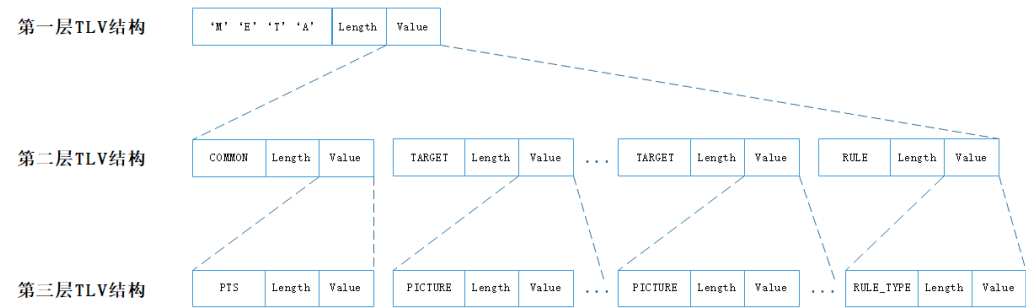 第一层TLV结构 ‘M’ ‘E’ ‘T’ ‘A’ Length Value
第二层TLV结构 COMMON Length Value TARGET Length Value ... TARGET Length Value RULE Length Value
第三层TLV结构 PTS Length Value PICTURE Length Value ... PICTURE Length Value ... RULE_TYPE Length Value